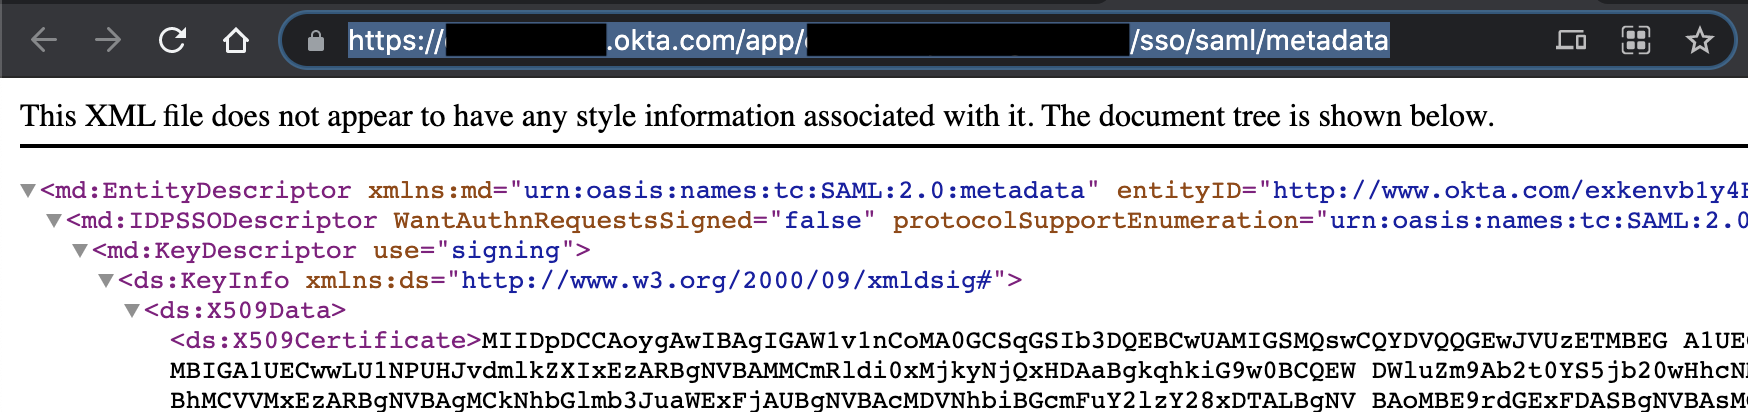 https:// .okta.com/app/ /sso/saml/metadata
This XML file does not appear to have any style information associated with it. The document tree is shown below.
<md:EntityDescriptor xmlns:md="urn:oasis:names:tc:SAML:2.0:metadata" entityID="http://www.okta.com/exkenvb1y4
<md:IDPSSODescriptor WantAuthnRequestsSigned="false" protocolSupportEnumeration="urn:oasis:names:tc:SAML:2.0
<md:KeyDescriptor use="signing">
<ds:KeyInfo xmlns:ds="http://www.w3.org/2000/09/xmldsig#">
<ds:X509Data>
<ds:X509Certificate>MIIDpDCCAoygAwIBAgIGAW1v1nCoMA0GCSqGSIb3DQEBCwUAMIGSMQswCQYDVQQGEwJVUzETMBEG A1UE
MBIGA1UECwwLU1NPUHJvdmlkZXIxEzARBgNVBAMMCmRldi0xMjkyNjQxHDAaBgkqhkiG9w0BCQEW DWluZm9Ab2t0YS5jb20wHhcN
BhMCVVMxEzARBgNVBAgMCkNhbGlmb3JuaWExFjAUBgNVBAcMDVNhbiBGcmFuY2lzY28xDTALBgNV BAoMBE9rdGExFDASBgNVBAsM